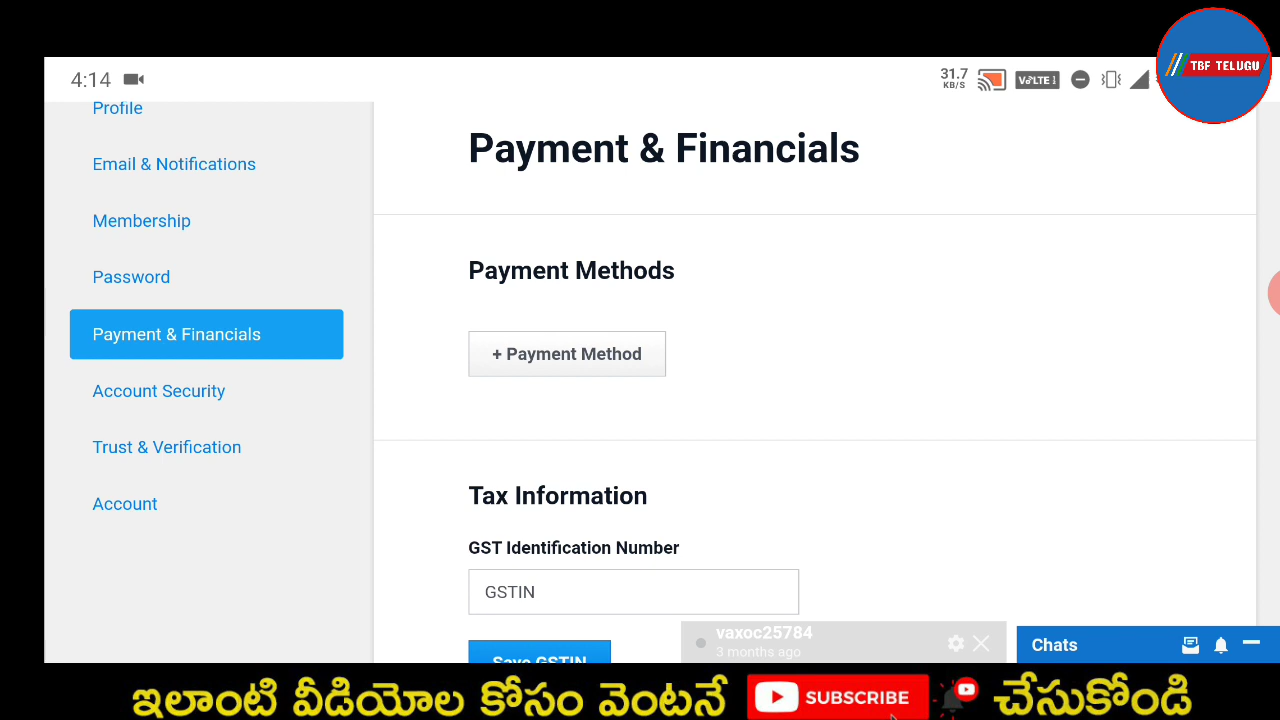 4:14
31.7
KB/S
VoLTE
TBF TELUGU
Profile
Email & Notifications
Membership
Password
Payment & Financials
Account Security
Trust & Verification
Account
Payment & Financials
Payment Methods
+ Payment Method
Tax Information
GST Identification Number
GSTIN
Save GSTIN
vaxoc25784
3 months ago
Chats
ఇలాంటి వీడియోల కోసం వెంటనే SUBSCRIBE చేసుకోండి